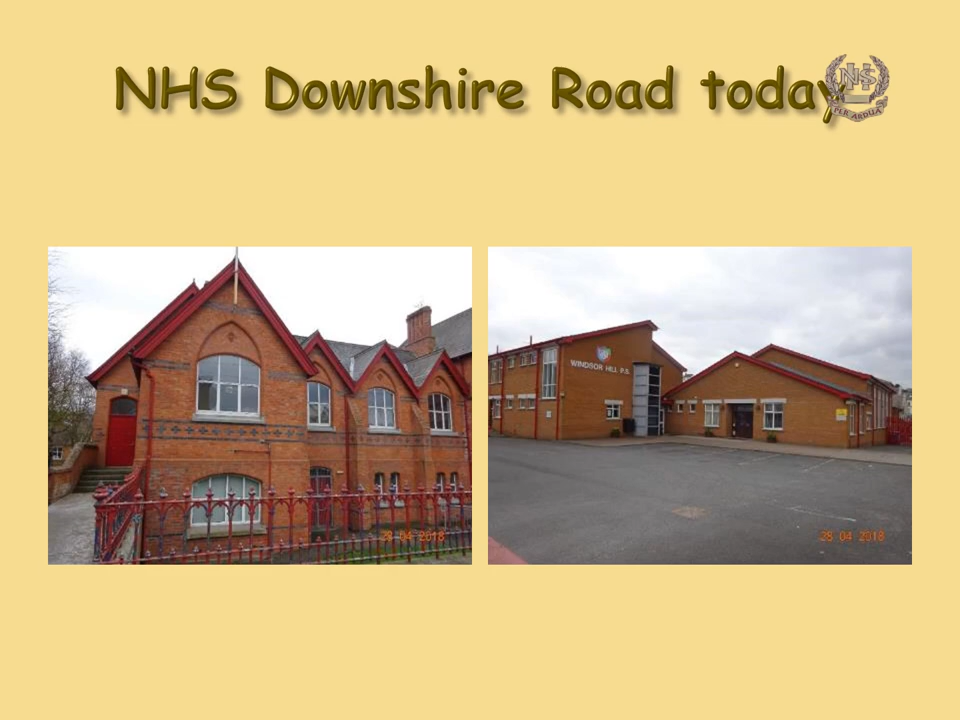 NHS Downshire Road today
NHS
PER ARDUA
WINDSOR HILL P.S.
28 04 2018
28 04 2018